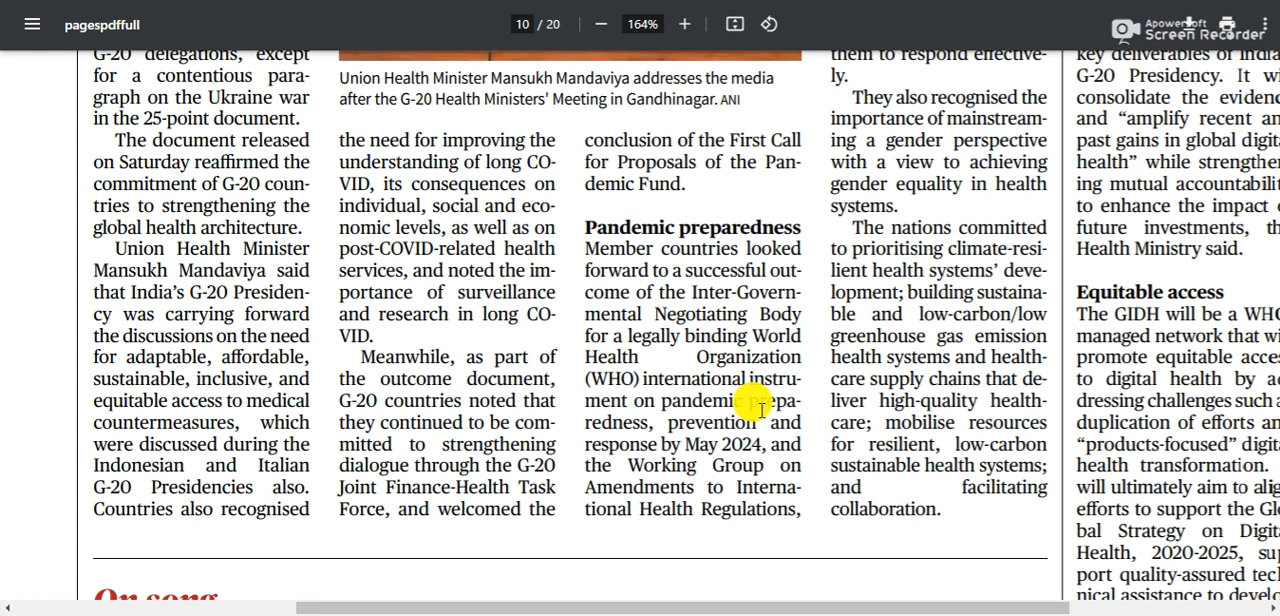 pagespdffull
10 / 20
164%
Apowersoft
Screen Recorder
G-20 delegations, except
for a contentious para-
graph on the Ukraine war
in the 25-point document.
The document released
on Saturday reaffirmed the
commitment of G-20 coun-
tries to strengthening the
global health architecture.
Union Health Minister
Mansukh Mandaviya said
that India's G-20 Presiden-
cy was carrying forward
the discussions on the need
for adaptable, affordable,
sustainable, inclusive, and
equitable access to medical
countermeasures, which
were discussed during the
Indonesian and Italian
G-20 Presidencies also.
Countries also recognised
Union Health Minister Mansukh Mandaviya addresses the media
after the G-20 Health Ministers' Meeting in Gandhinagar. ANI
the need for improving the
understanding of long CO-
VID, its consequences on
individual, social and eco-
nomic levels, as well as on
post-COVID-related health
services, and noted the im-
portance of surveillance
and research in long CO-
VID.
Meanwhile, as part of
the outcome document,
G-20 countries noted that
they continued to be com-
mitted to strengthening
dialogue through the G-20
Joint Finance-Health Task
Force, and welcomed the
conclusion of the First Call
for Proposals of the Pan-
demic Fund.
Pandemic preparedness
Member countries looked
forward to a successful out-
come of the Inter-Govern-
mental Negotiating Body
for a legally binding World
Health Organization
(WHO) international instru-
ment on pandemic prepa-
redness, prevention and
response by May 2024, and
the Working Group on
Amendments to Interna-
tional Health Regulations,
them to respond effective-
ly.
They also recognised the
importance of mainstream-
ing a gender perspective
with a view to achieving
gender equality in health
systems.
The nations committed
to prioritising climate-resi-
lient health systems' deve-
lopment; building sustaina-
ble and low-carbon/low
greenhouse gas emission
health systems and health-
care supply chains that de-
liver high-quality health-
care; mobilise resources
for resilient, low-carbon
sustainable health systems;
and facilitating
collaboration.
key deliverables of India
G-20 Presidency. It wi
consolidate the evidenc
and "amplify recent an
past gains in global digit
health" while strengthen
ing mutual accountabilit
to enhance the impact o
future investments, th
Health Ministry said.
Equitable access
The GIDH will be a WHO
managed network that wi
promote equitable acces
to digital health by ad
dressing challenges such a
duplication of efforts an
"products-focused" digit
health transformation.
will ultimately aim to alig
efforts to support the Glo
bal Strategy on Digit
Health, 2020-2025, sup
port quality-assured tech
nical assistance to develo
On song